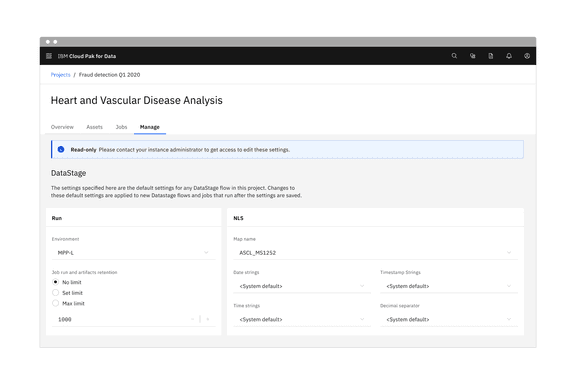 IBM Cloud Pak for Data
Projects / Fraud detection Q1 2020
Heart and Vascular Disease Analysis
Overview Assets Jobs Manage
Read-only Please contact your instance administrator to get access to edit these settings.
DataStage
The settings specified here are the default settings for any DataStage flow in this project. Changes to
these default settings are applied to new Datastage flows and jobs that run after the settings are saved.
Run
Environment
MPP-L
Job run and artifacts retention
No limit
Set limit
Max limit
1000
NLS
Map name
ASCL_MS1252
Date strings Timestamp Strings
<System default> <System default>
Time strings Decimal separator
<System default> <System default>